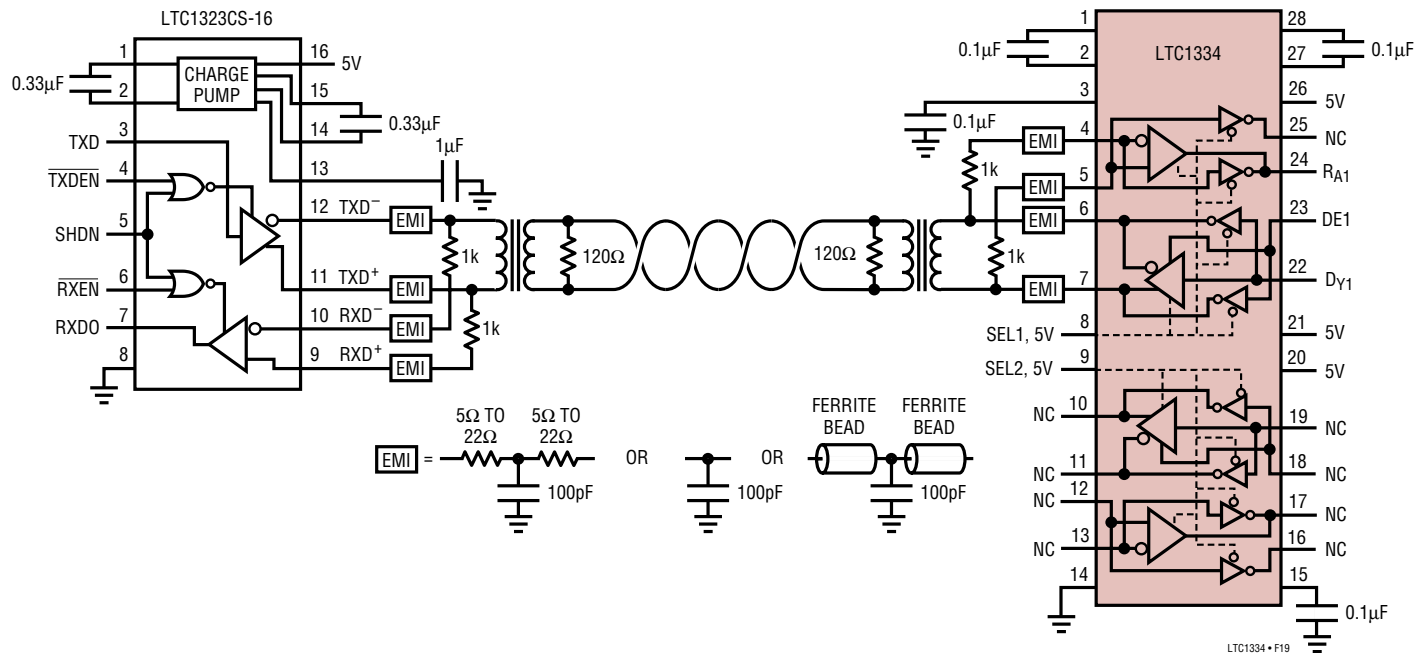 LTC1323CS-16
1
2
3
4
5
6
7
8
0.33µF
TXD
TXDEN
SHDN
RXEN
RXDO
CHARGE
PUMP
16
5V
15
14
0.33µF
13
1µF
12 TXD–
11 TXD+
10 RXD–
9 RXD+
EMI
EMI
EMI
EMI
1k
1k
120Ω
120Ω
1k
1k
EMI
EMI
EMI
EMI
LTC1334
0.1µF
1
2
3
0.1µF
4
5
6
7
SEL1, 5V
8
SEL2, 5V
9
NC
10
NC
11
NC
12
NC
13
14
28
27
0.1µF
26
5V
25
NC
24
RA1
23
DE1
22
DY1
21
5V
20
5V
19
NC
18
NC
17
NC
16
NC
15
0.1µF
EMI =
5Ω TO
22Ω
5Ω TO
22Ω
100pF
OR
100pF
OR
FERRITE
BEAD
FERRITE
BEAD
100pF
LTC1334 • F19